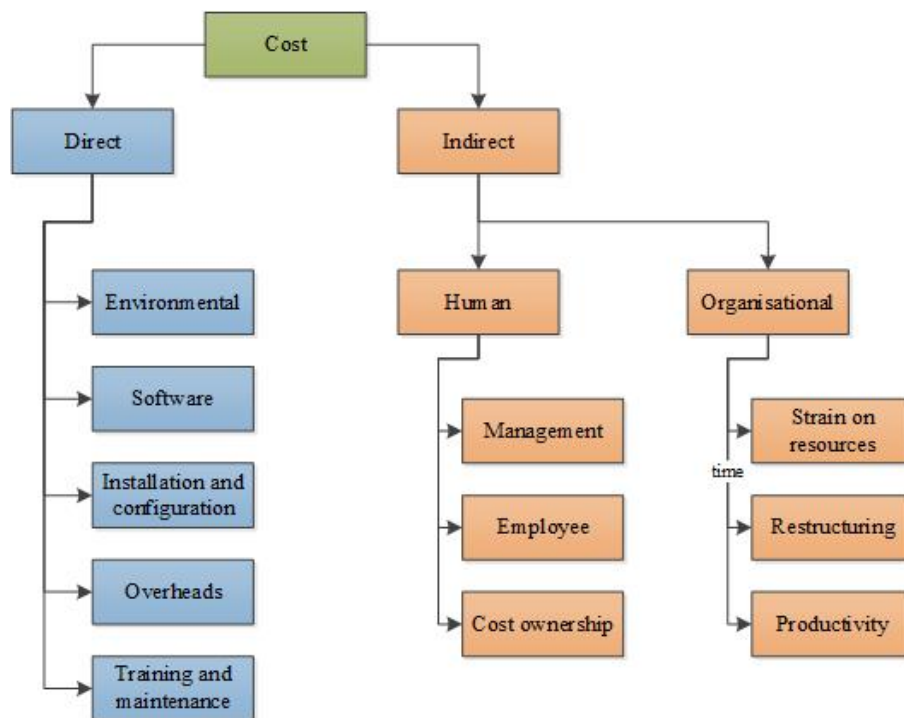 Cost
Direct
Indirect
Environmental
Human
Organisational
Software
Management
Strain on
resources
time
Installation and
configuration
Employee
Restructuring
Overheads
Cost ownership
Productivity
Training and
maintenance